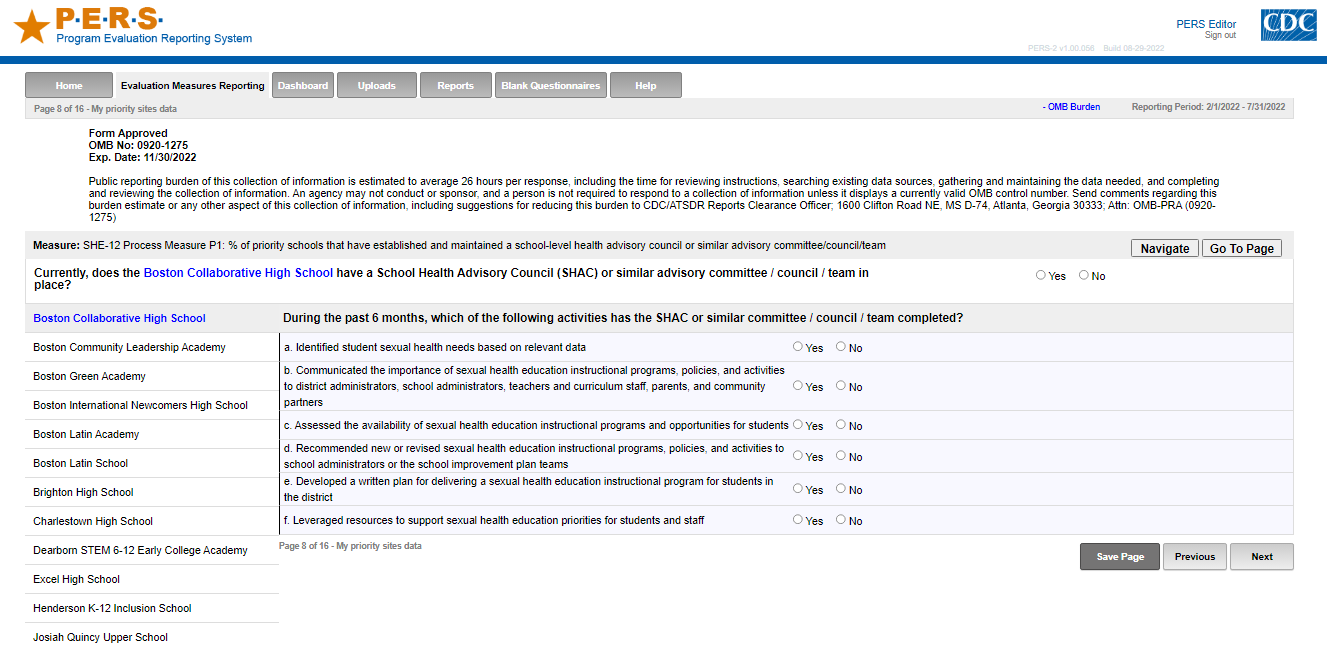 P·E·R·S·
Program Evaluation Reporting System
PERS Editor
Sign out
CDC
PERS-2 v1.00.056 Build 08-29-2022
Home Evaluation Measures Reporting Dashboard Uploads Reports Blank Questionnaires Help
Page 8 of 16 - My priority sites data - OMB Burden Reporting Period: 2/1/2022 - 7/31/2022
Form Approved
OMB No: 0920-1275
Exp. Date: 11/30/2022
Public reporting burden of this collection of information is estimated to average 26 hours per response, including the time for reviewing instructions, searching existing data sources, gathering and maintaining the data needed, and completing
and reviewing the collection of information. An agency may not conduct or sponsor, and a person is not required to respond to a collection of information unless it displays a currently valid OMB control number. Send comments regarding this
burden estimate or any other aspect of this collection of information, including suggestions for reducing this burden to CDC/ATSDR Reports Clearance Officer; 1600 Clifton Road NE, MS D-74, Atlanta, Georgia 30333; Attn: OMB-PRA (0920-
1275)
Measure: SHE-12 Process Measure P1: % of priority schools that have established and maintained a school-level health advisory council or similar advisory committee/council/team
Navigate Go To Page
Currently, does the Boston Collaborative High School have a School Health Advisory Council (SHAC) or similar advisory committee / council / team in
place?
Yes No
Boston Collaborative High School
Boston Community Leadership Academy
Boston Green Academy
Boston International Newcomers High School
Boston Latin Academy
Boston Latin School
Brighton High School
Charlestown High School
Dearborn STEM 6-12 Early College Academy
Excel High School
Henderson K-12 Inclusion School
Josiah Quincy Upper School
During the past 6 months, which of the following activities has the SHAC or similar committee / council / team completed?
a. Identified student sexual health needs based on relevant data Yes No
b. Communicated the importance of sexual health education instructional programs, policies, and activities
to district administrators, school administrators, teachers and curriculum staff, parents, and community
partners
Yes No
c. Assessed the availability of sexual health education instructional programs and opportunities for students Yes No
d. Recommended new or revised sexual health education instructional programs, policies, and activities to
school administrators or the school improvement plan teams
Yes No
e. Developed a written plan for delivering a sexual health education instructional program for students in
the district
Yes No
f. Leveraged resources to support sexual health education priorities for students and staff Yes No
Page 8 of 16 - My priority sites data
Save Page Previous Next